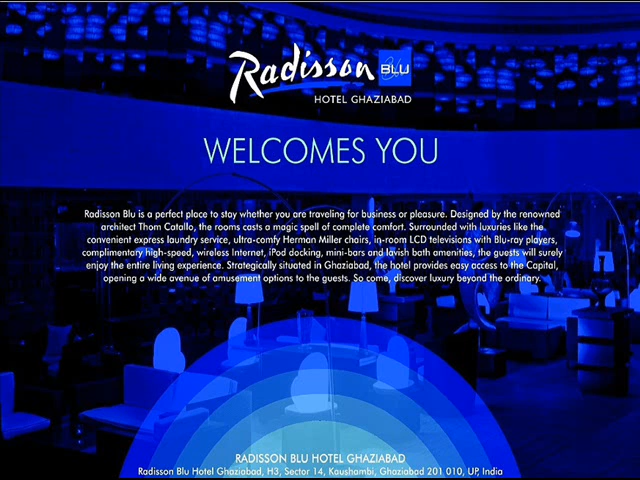 Radisson BLU
HOTEL GHAZIABAD
WELCOMES YOU
Radisson Blu is a perfect place to stay whether you are traveling for business or pleasure. Designed by the renowned
architect Thom Catallo, the rooms casts a magic spell of complete comfort. Surrounded with luxuries like the
convenient express laundry service, ultra-comfy Herman Miller chairs, in-room LCD televisions with Blu-ray players,
complimentary high-speed, wireless Internet, iPod docking, mini-bars and lavish bath amenities, the guests will surely
enjoy the entire living experience. Strategically situated in Ghaziabad, the hotel provides easy access to the Capital,
opening a wide avenue of amusement options to the guests. So come, discover luxury beyond the ordinary.
RADISSON BLU HOTEL GHAZIABAD
Radisson Blu Hotel Ghaziabad, H3, Sector 14, Kaushambi, Ghaziabad 201 010, UP, India